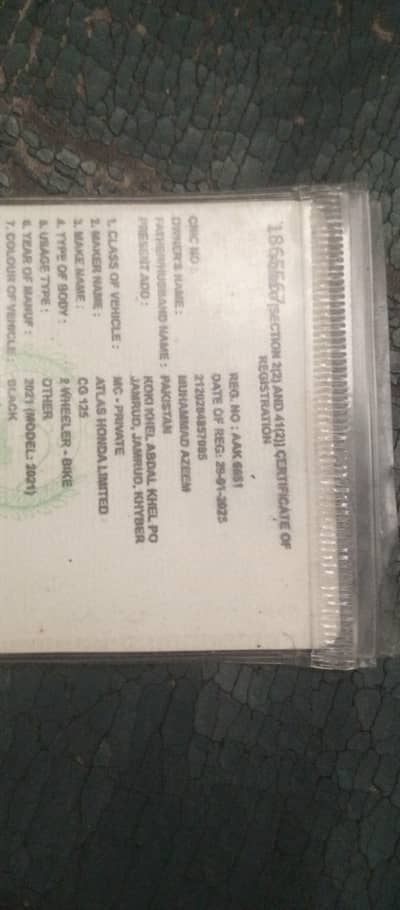 1866567 [SECTION 2(2) AND 41(2)] CERTIFICATE OF
REGISTRATION
REG. NO : AAK 6651
DATE OF REG: 29-01-2025
CNIC NO : 2120284857095
OWNER'S NAME : MUHAMMAD AZEEM
FATHER/HUSBAND NAME : PAKISTAN
PRESENT ADD : KOKI KHEL ABDAL KHEL PO
JAMRUD, JAMRUD, KHYBER
1. CLASS OF VEHICLE : MC - PRIVATE
2. MAKER NAME : ATLAS HONDA LIMITED
3. MAKE NAME : CG 125
4. TYPE OF BODY : 2 WHEELER - BIKE
5. USAGE TYPE : OTHER
6. YEAR OF MANUF : 2021 (MODEL: 2021)
7. COLOUR OF VEHICLE : BLACK